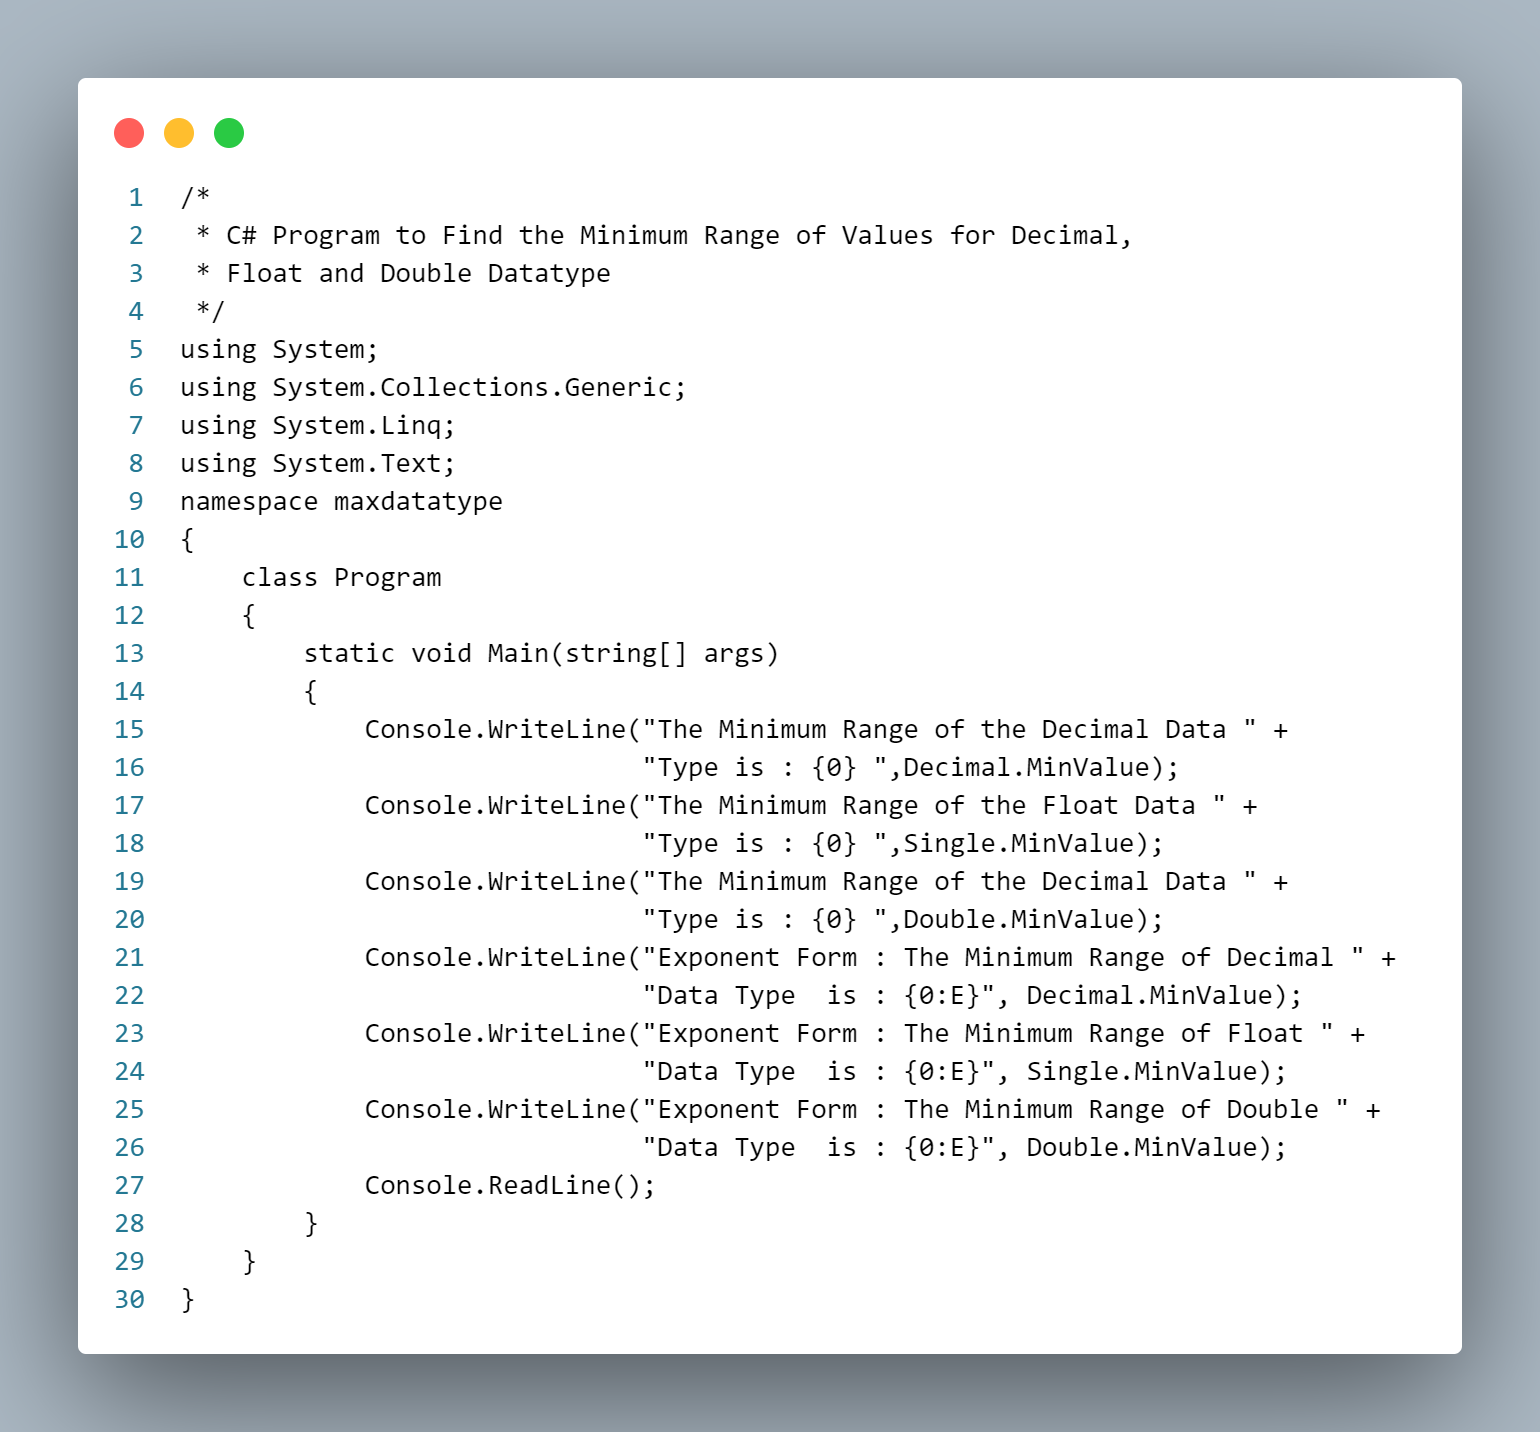 1 /*
2  * C# Program to Find the Minimum Range of Values for Decimal,
3  * Float and Double Datatype
4  */
5 using System;
6 using System.Collections.Generic;
7 using System.Linq;
8 using System.Text;
9 namespace maxdatatype
10 {
11     class Program
12     {
13         static void Main(string[] args)
14         {
15             Console.WriteLine("The Minimum Range of the Decimal Data " +
16                               "Type is : {0} ",Decimal.MinValue);
17             Console.WriteLine("The Minimum Range of the Float Data " +
18                               "Type is : {0} ",Single.MinValue);
19             Console.WriteLine("The Minimum Range of the Decimal Data " +
20                               "Type is : {0} ",Double.MinValue);
21             Console.WriteLine("Exponent Form : The Minimum Range of Decimal " +
22                               "Data Type  is : {0:E}", Decimal.MinValue);
23             Console.WriteLine("Exponent Form : The Minimum Range of Float " +
24                               "Data Type  is : {0:E}", Single.MinValue);
25             Console.WriteLine("Exponent Form : The Minimum Range of Double " +
26                               "Data Type  is : {0:E}", Double.MinValue);
27             Console.ReadLine();
28         }
29     }
30 }